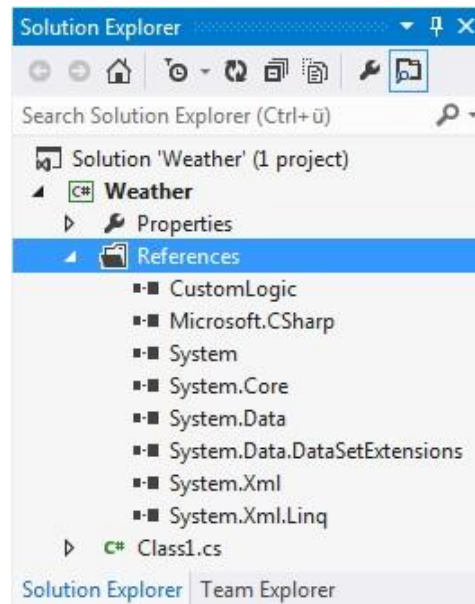 Solution Explorer
Search Solution Explorer (Ctrl+ü)
Solution 'Weather' (1 project)
C# Weather
Properties
References
CustomLogic
Microsoft.CSharp
System
System.Core
System.Data
System.Data.DataSetExtensions
System.Xml
System.Xml.Linq
C# Class1.cs
Solution Explorer Team Explorer